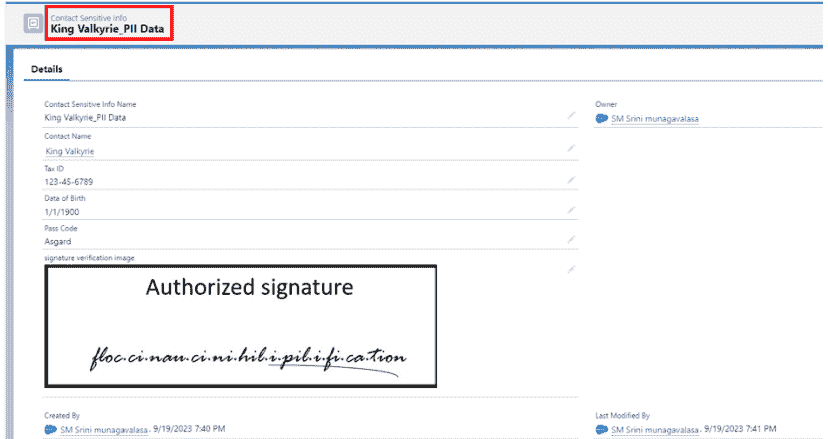 Contact Sensitive Info
King Valkyrie_PII Data
Details
Contact Sensitive Info Name
King Valkyrie_PII Data
Owner
SM Srini munagavalasa
Contact Name
King Valkyrie
Tax ID
123-45-6789
Date of Birth
1/1/1900
Pass Code
Asgard
signature verification image
Authorized signature
floc.ci.nau.ci.ni.hil.i.pil.i.fi.ca.tion
Created By
SM Srini munagavalasa, 9/19/2023 7:40 PM
Last Modified By
SM Srini munagavalasa, 9/19/2023 7:41 PM